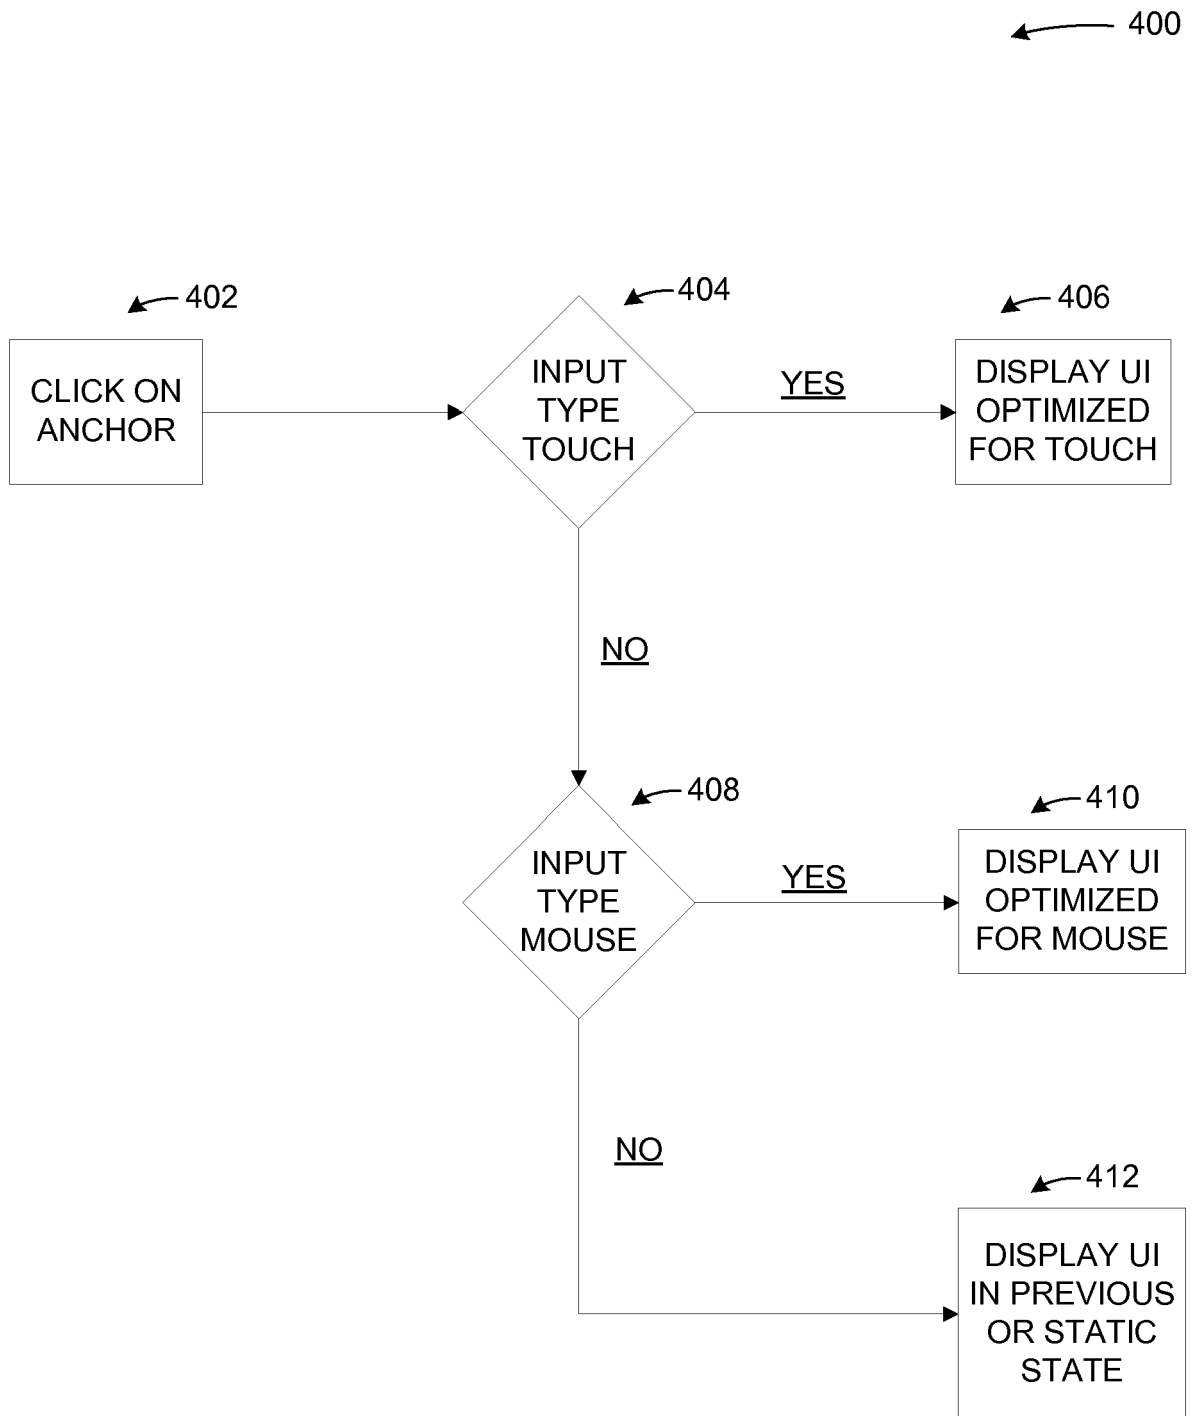 400
402
404
406
CLICK ON
ANCHOR
INPUT
TYPE
TOUCH
YES
DISPLAY UI
OPTIMIZED
FOR TOUCH
NO
408
410
INPUT
TYPE
MOUSE
YES
DISPLAY UI
OPTIMIZED
FOR MOUSE
NO
412
DISPLAY UI
IN PREVIOUS
OR STATIC
STATE